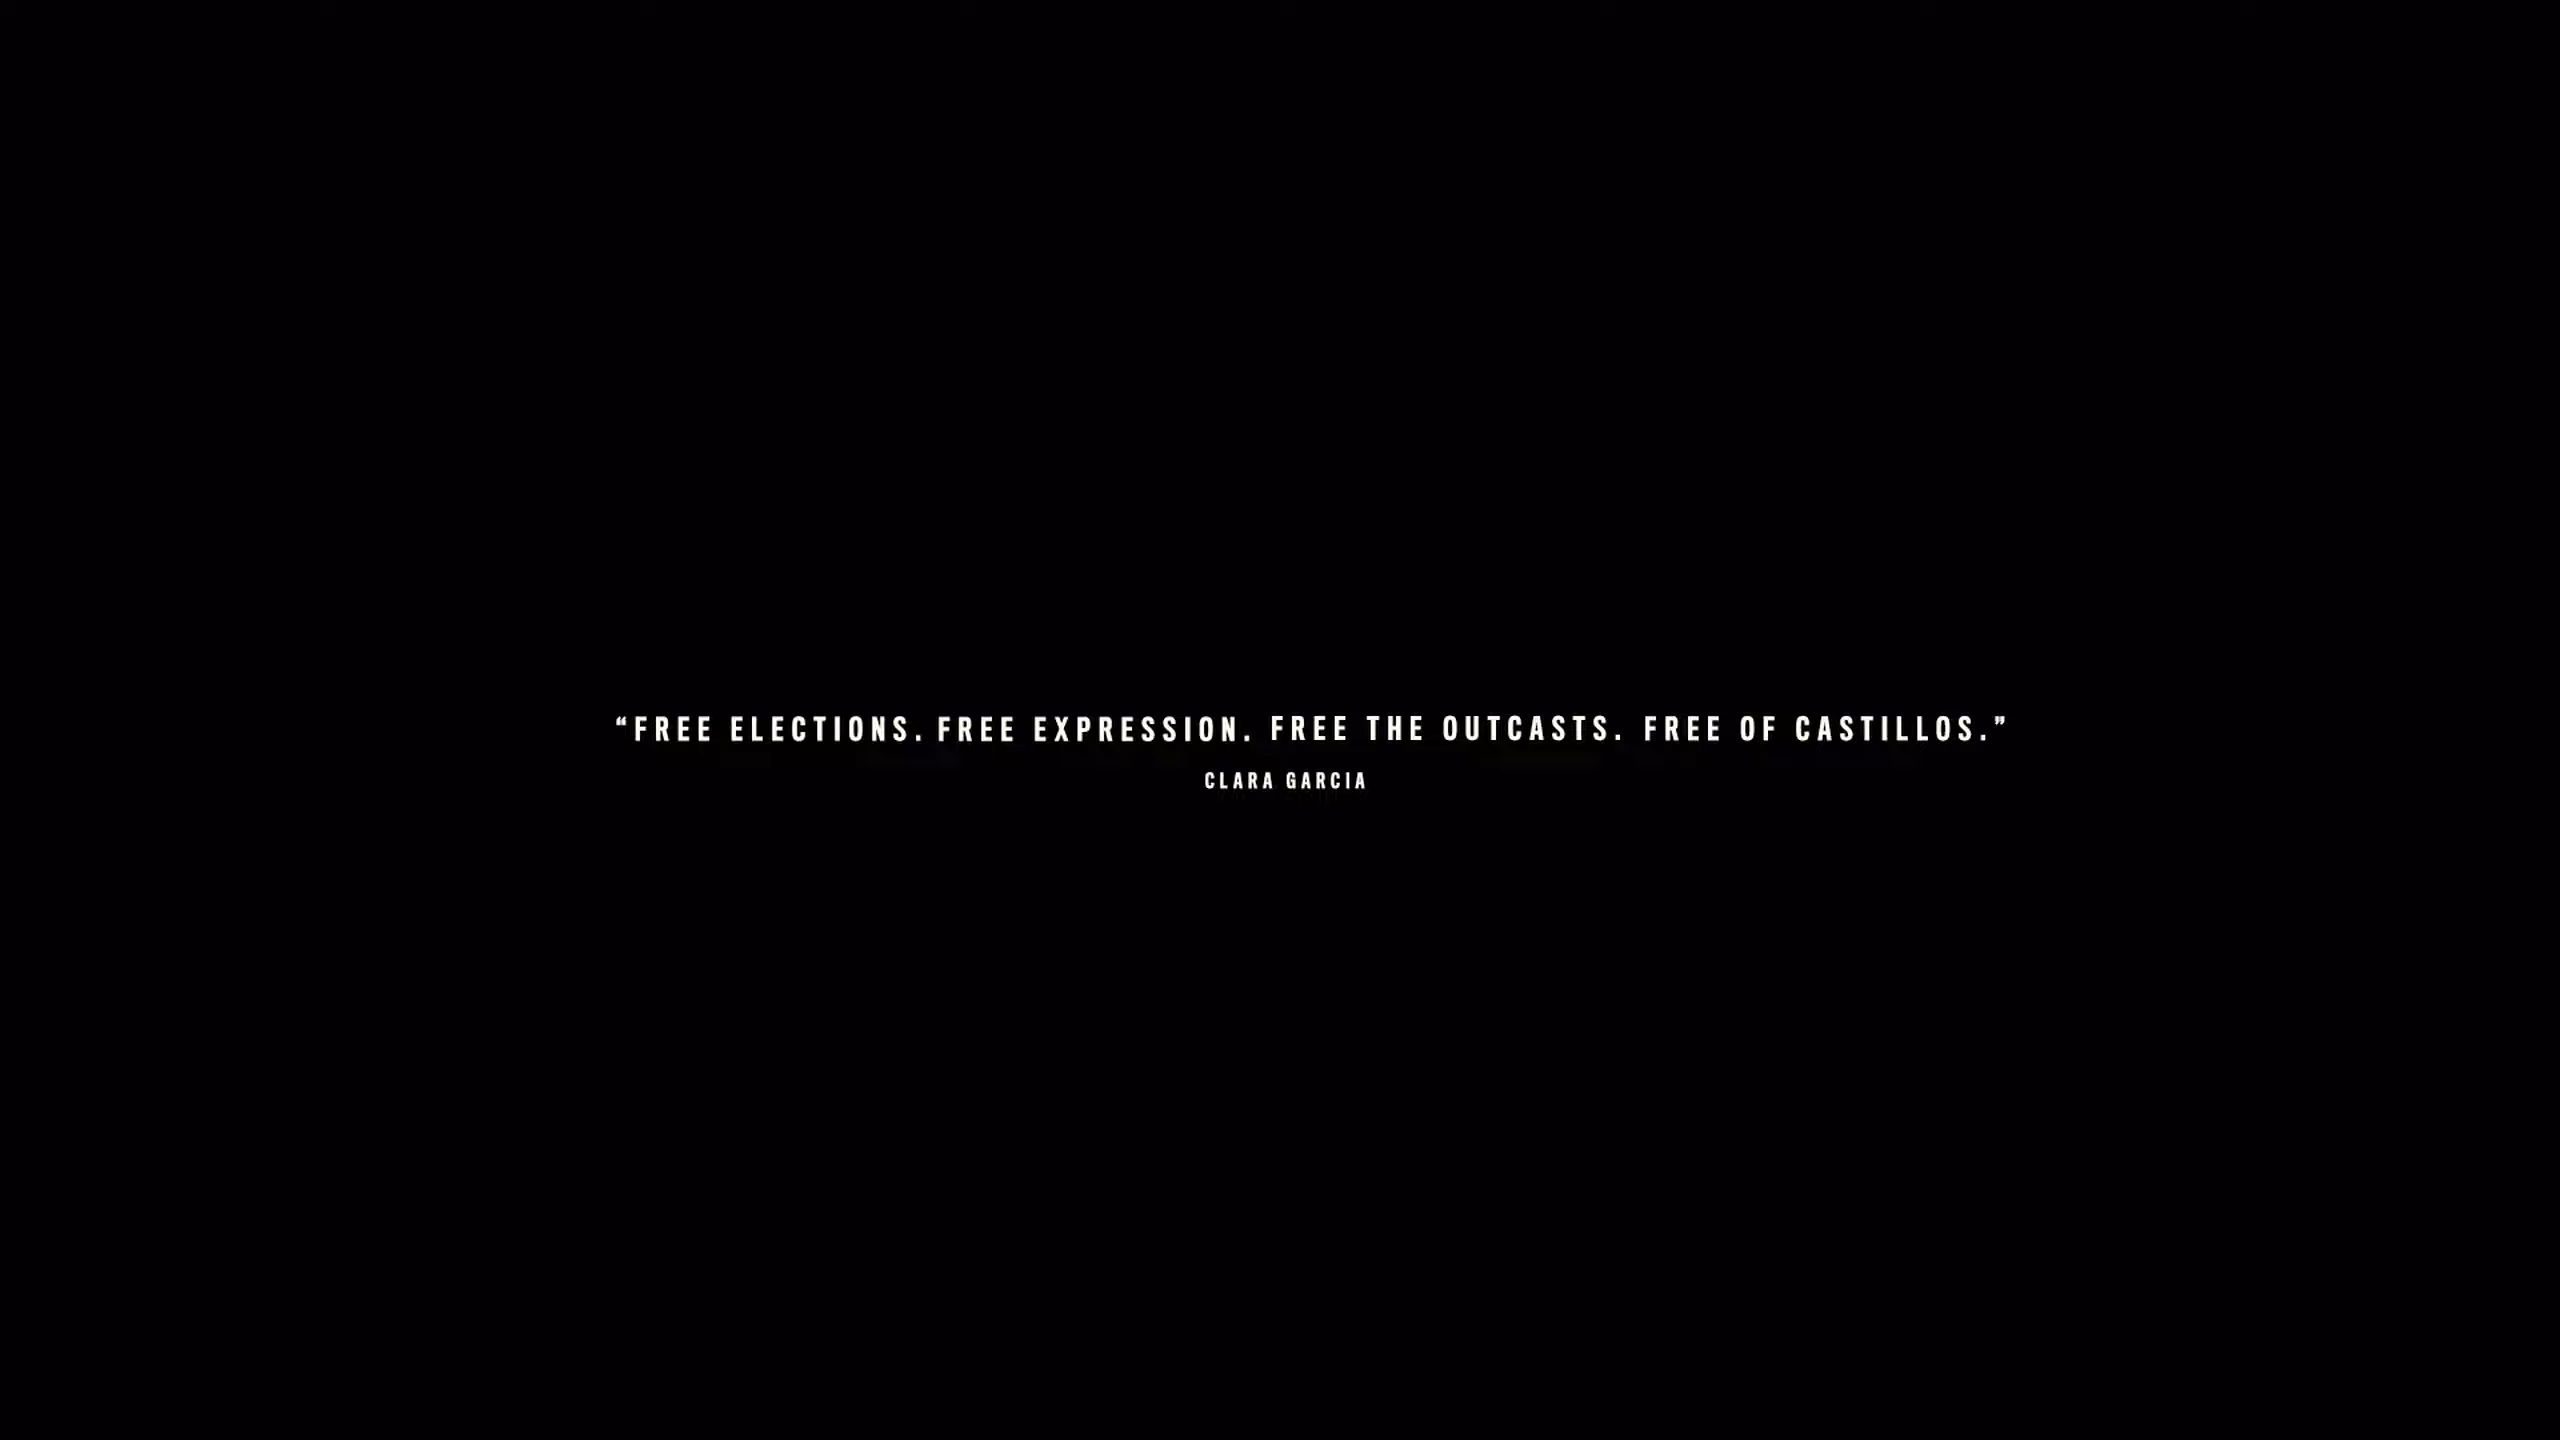 “FREE ELECTIONS. FREE EXPRESSION. FREE THE OUTCASTS. FREE OF CASTILLOS.”
CLARA GARCIA